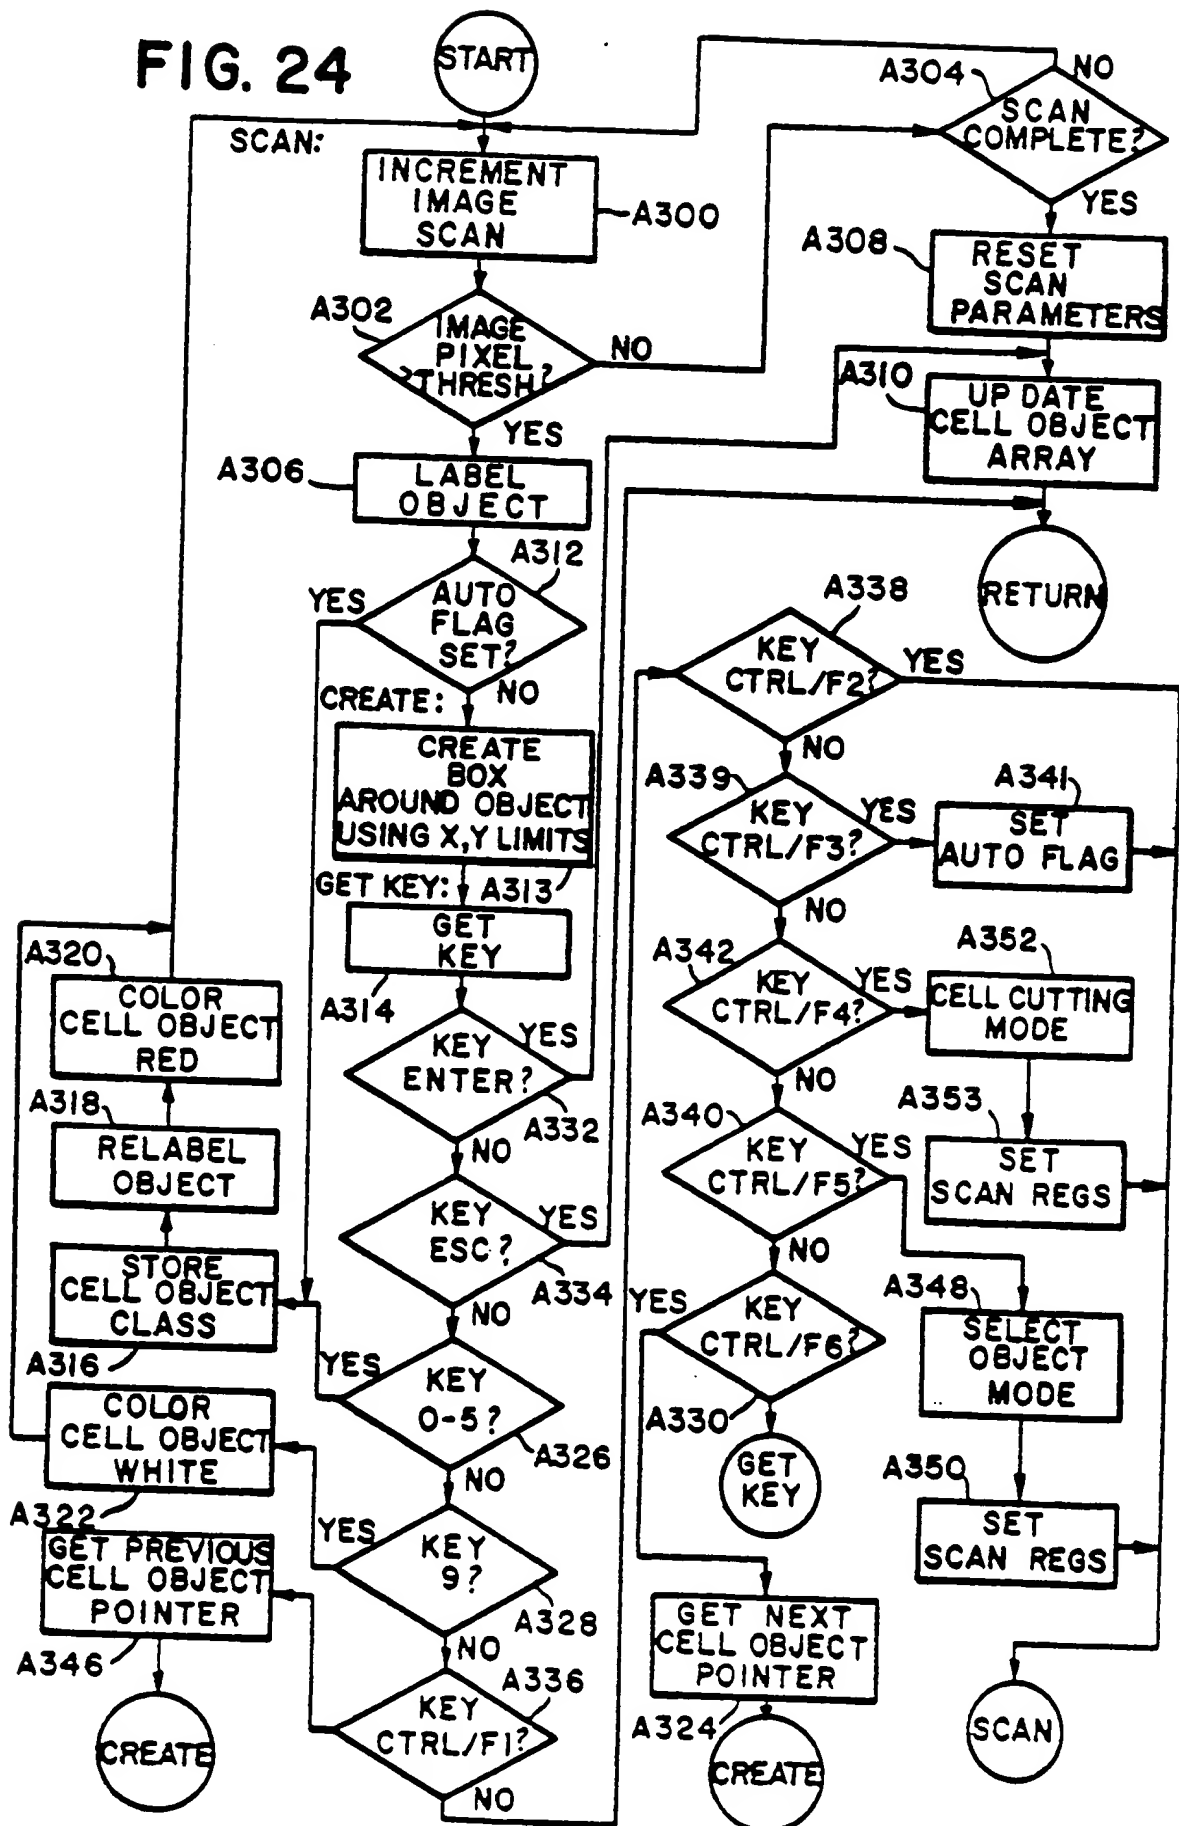 FIG. 24
START
SCAN:
INCREMENT
IMAGE
SCAN
A300
A302
IMAGE
PIXEL
>THRESH?
NO
YES
A304
SCAN
COMPLETE?
NO
YES
A308
RESET
SCAN
PARAMETERS
A310
UP DATE
CELL OBJECT
ARRAY
RETURN
A306
LABEL
OBJECT
A312
AUTO
FLAG
SET?
YES
NO
CREATE:
CREATE
BOX
AROUND OBJECT
USING X,Y LIMITS
A313
GET KEY:
GET
KEY
A314
KEY
ENTER?
YES
A332
NO
KEY
ESC?
YES
A334
NO
KEY
0-5?
YES
A326
NO
KEY
9?
YES
A328
NO
KEY
CTRL/F1?
A336
NO
A320
COLOR
CELL OBJECT
RED
A318
RELABEL
OBJECT
STORE
CELL OBJECT
CLASS
A316
COLOR
CELL OBJECT
WHITE
A322
GET PREVIOUS
CELL OBJECT
POINTER
A346
CREATE
A338
KEY
CTRL/F2?
YES
NO
A339
KEY
CTRL/F3?
YES
NO
A341
SET
AUTO FLAG
A342
KEY
CTRL/F4?
YES
NO
A352
CELL CUTTING
MODE
A353
SET
SCAN REGS
A340
KEY
CTRL/F5?
YES
NO
A348
SELECT
OBJECT
MODE
A350
SET
SCAN REGS
SCAN
YES
KEY
CTRL/F6?
A330
GET
KEY
GET NEXT
CELL OBJECT
POINTER
A324
CREATE